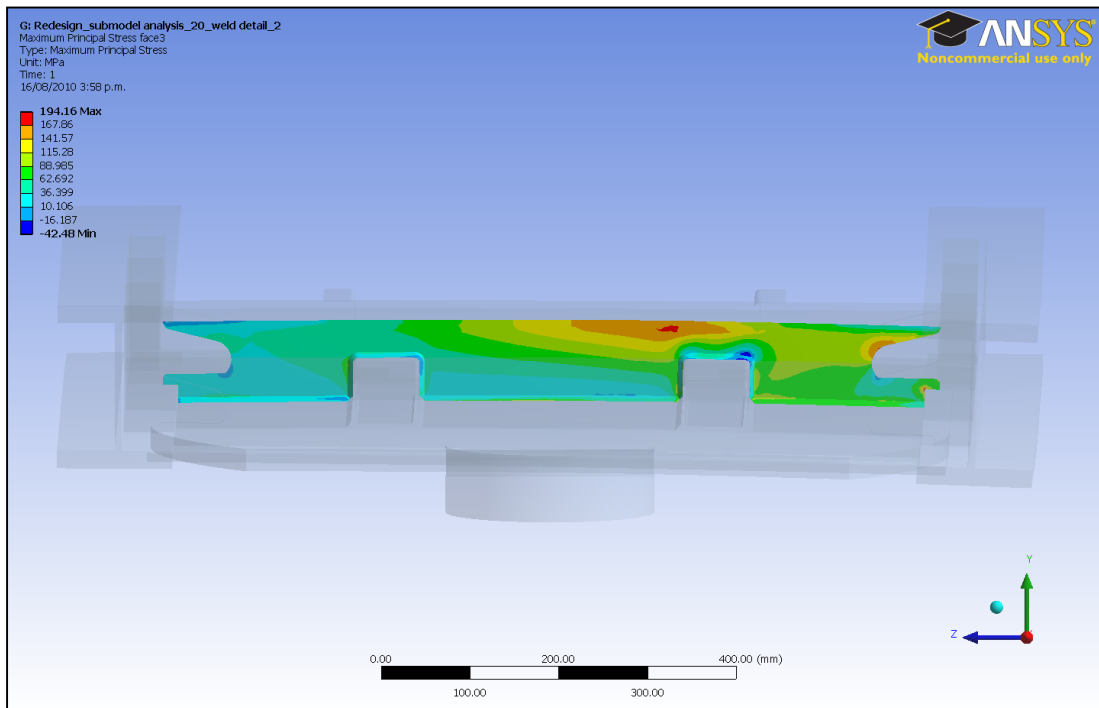 G: Redesign_submodel analysis_20_weld detail_2
Maximum Principal Stress face3
Type: Maximum Principal Stress
Unit: MPa
Time: 1
16/08/2010 3:58 p.m.
194.16 Max
167.86
141.57
115.28
88.985
62.692
36.399
10.106
-16.187
-42.48 Min
ANSYS
Noncommercial use only
Y
Z
0.00 200.00 400.00 (mm)
100.00 300.00